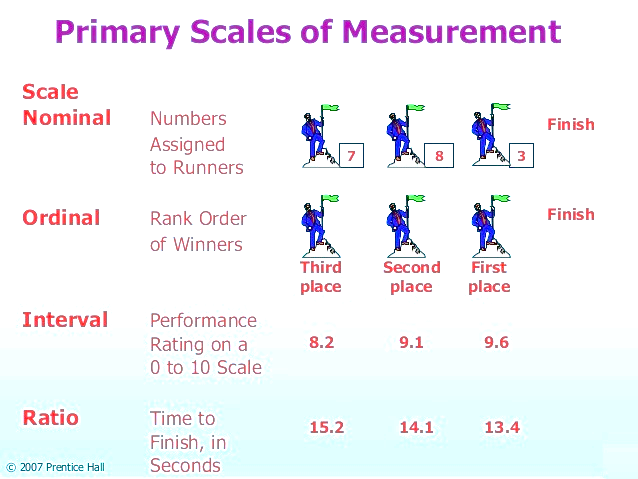 Primary Scales of Measurement
Scale
Nominal
Numbers
Assigned
to Runners
7
8
3
Finish
Ordinal
Rank Order
of Winners
Finish
Third
place
Second
place
First
place
Interval
Performance
Rating on a
0 to 10 Scale
8.2
9.1
9.6
Ratio
Time to
Finish, in
Seconds
15.2
14.1
13.4
© 2007 Prentice Hall